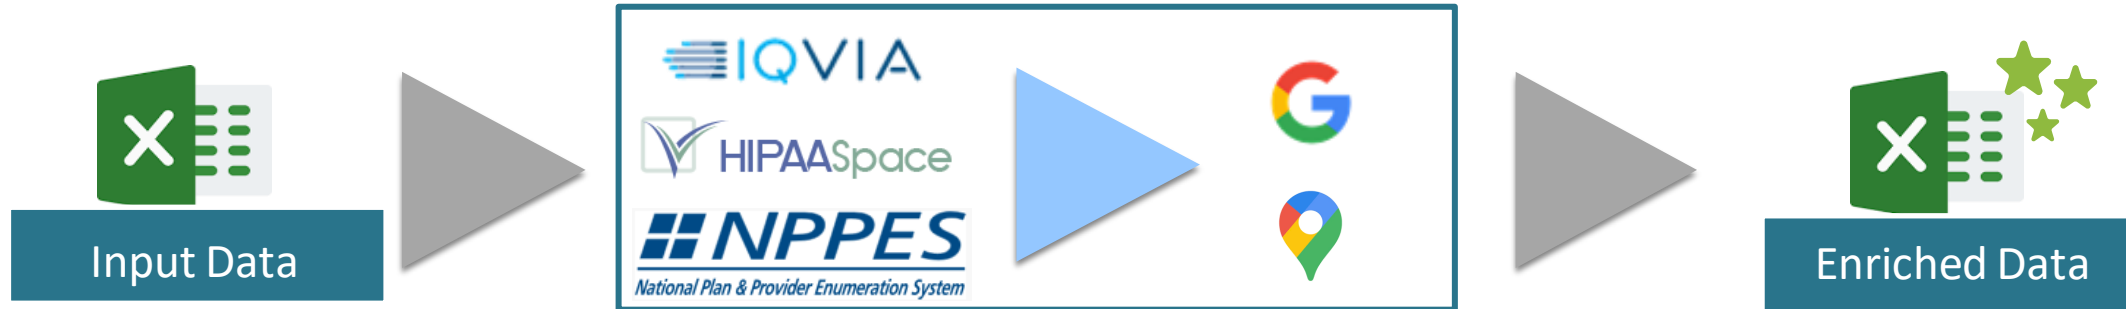 IQVIA
HIPAASpace
NPPES
National Plan & Provider Enumeration System
G
X
Input Data
X
Enriched Data